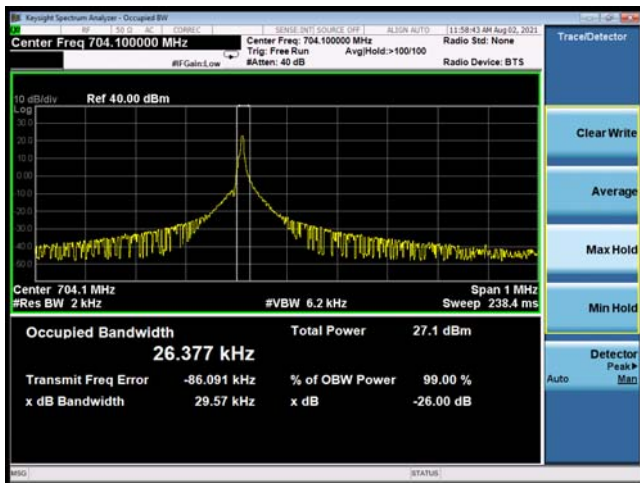 Keysight Spectrum Analyzer - Occupied BW
RF 50 Ω AC CORREC SENSE:INT SOURCE OFF ALIGN AUTO 11:58:43 AM Aug 02, 2021
Center Freq 704.100000 MHz
Center Freq: 704.100000 MHz
Radio Std: None
Trig: Free Run Avg|Hold:>100/100
#IFGain:Low #Atten: 40 dB Radio Device: BTS
Trace/Detector
10 dB/div Ref 40.00 dBm
Log
30.0
20.0
10.0
0.00
-10.0
-20.0
-30.0
-40.0
-50.0
Center 704.1 MHz Span 1 MHz
#Res BW 2 kHz #VBW 6.2 kHz Sweep 238.4 ms
Occupied Bandwidth Total Power 27.1 dBm
26.377 kHz
Transmit Freq Error -86.091 kHz % of OBW Power 99.00 %
x dB Bandwidth 29.57 kHz x dB -26.00 dB
Clear Write
Average
Max Hold
Min Hold
Detector
Peak▶
Auto Man
MSG STATUS